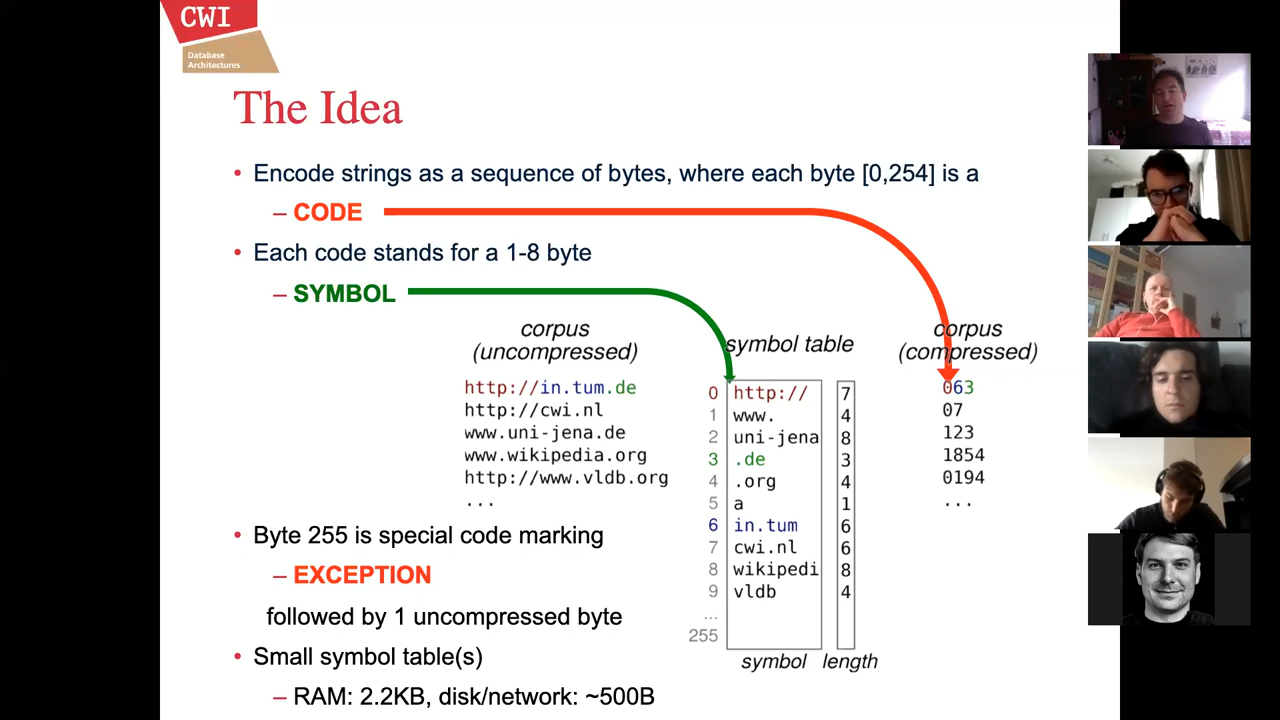 CWI
Database
Architectures
The Idea
• Encode strings as a sequence of bytes, where each byte [0,254] is a
– CODE
• Each code stands for a 1-8 byte
– SYMBOL
corpus
(uncompressed)
http://in.tum.de
http://cwi.nl
www.uni-jena.de
www.wikipedia.org
http://www.vldb.org
...
symbol table
0 http:// 7
1 www. 4
2 uni-jena 8
3 .de 3
4 .org 4
5 a 1
6 in.tum 6
7 cwi.nl 6
8 wikipedi 8
9 vldb 4
...
255
symbol length
corpus
(compressed)
063
07
123
1854
0194
...
• Byte 255 is special code marking
– EXCEPTION
followed by 1 uncompressed byte
• Small symbol table(s)
– RAM: 2.2KB, disk/network: ~500B